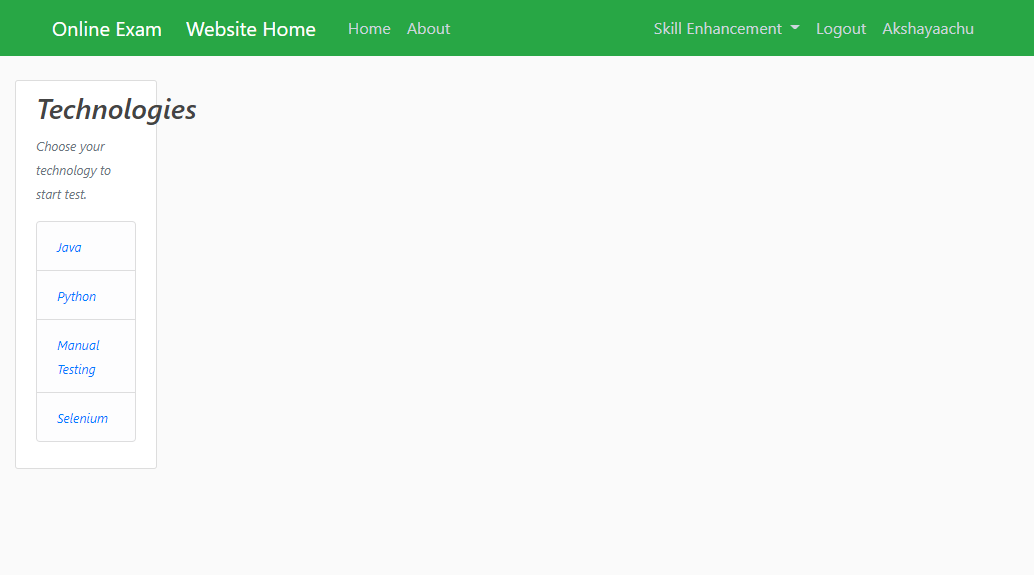 Online Exam Website Home Home About Skill Enhancement Logout Akshayaachu
Technologies
Choose your
technology to
start test.
Java
Python
Manual
Testing
Selenium